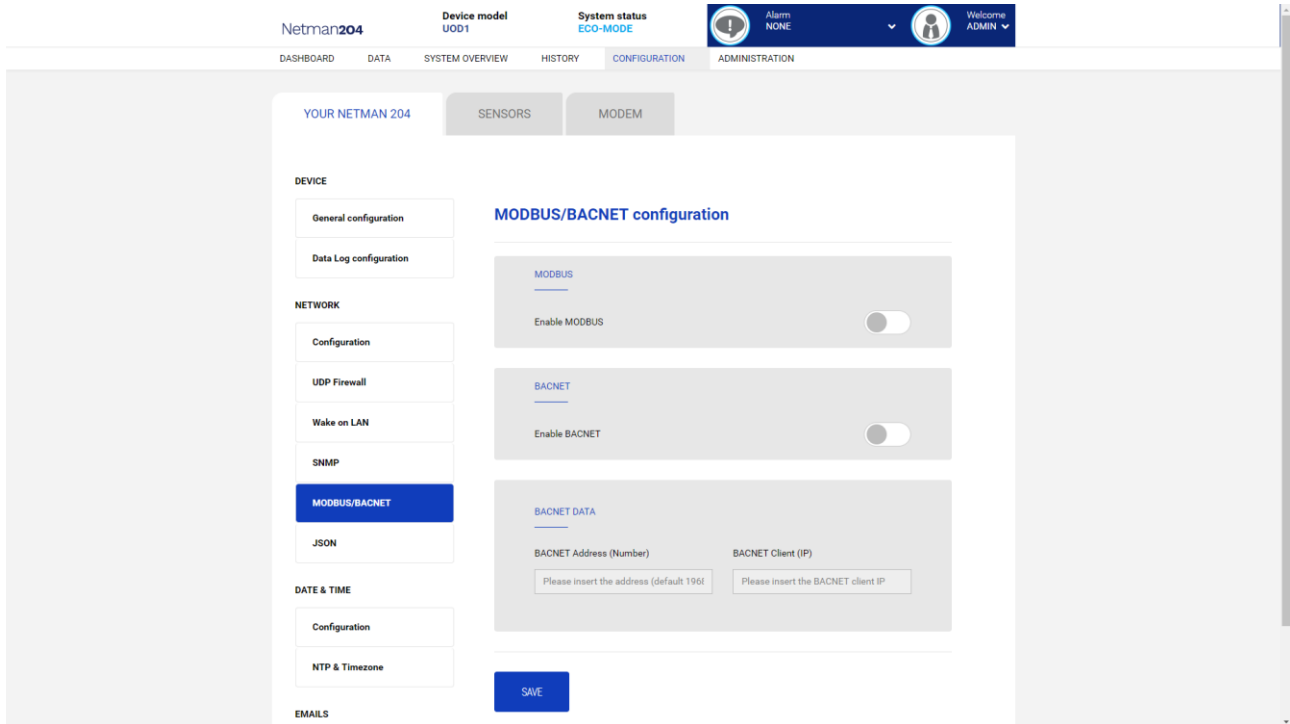 Netman204
Device model
UOD1
System status
ECO-MODE
Alarm
NONE
Welcome
ADMIN
DASHBOARD DATA SYSTEM OVERVIEW HISTORY CONFIGURATION ADMINISTRATION
YOUR NETMAN 204 SENSORS MODEM
DEVICE
General configuration
Data Log configuration
NETWORK
Configuration
UDP Firewall
Wake on LAN
SNMP
MODBUS/BACNET
JSON
DATE & TIME
Configuration
NTP & Timezone
EMAILS
MODBUS/BACNET configuration
MODBUS
Enable MODBUS
BACNET
Enable BACNET
BACNET DATA
BACNET Address (Number) BACNET Client (IP)
Please insert the address (default 196 Please insert the BACNET client IP
SAVE